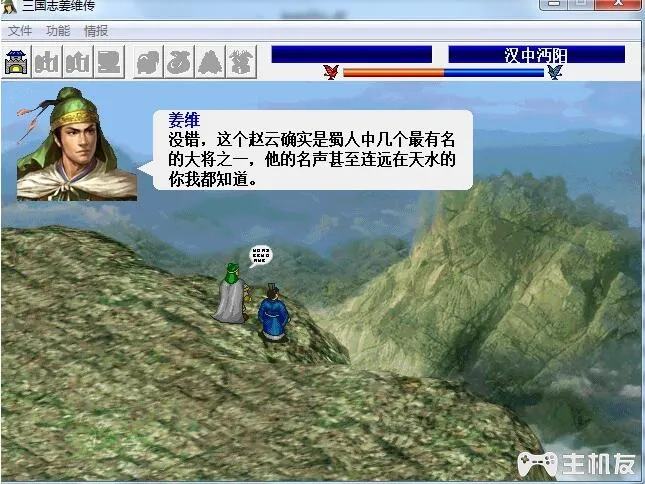 三国志姜维传
文件 功能 情报
汉中沔阳
姜维
没错，这个赵云确实是蜀人中几个最有名
的大将之一，他的名声甚至连远在天水的
你我都知道。
主机友